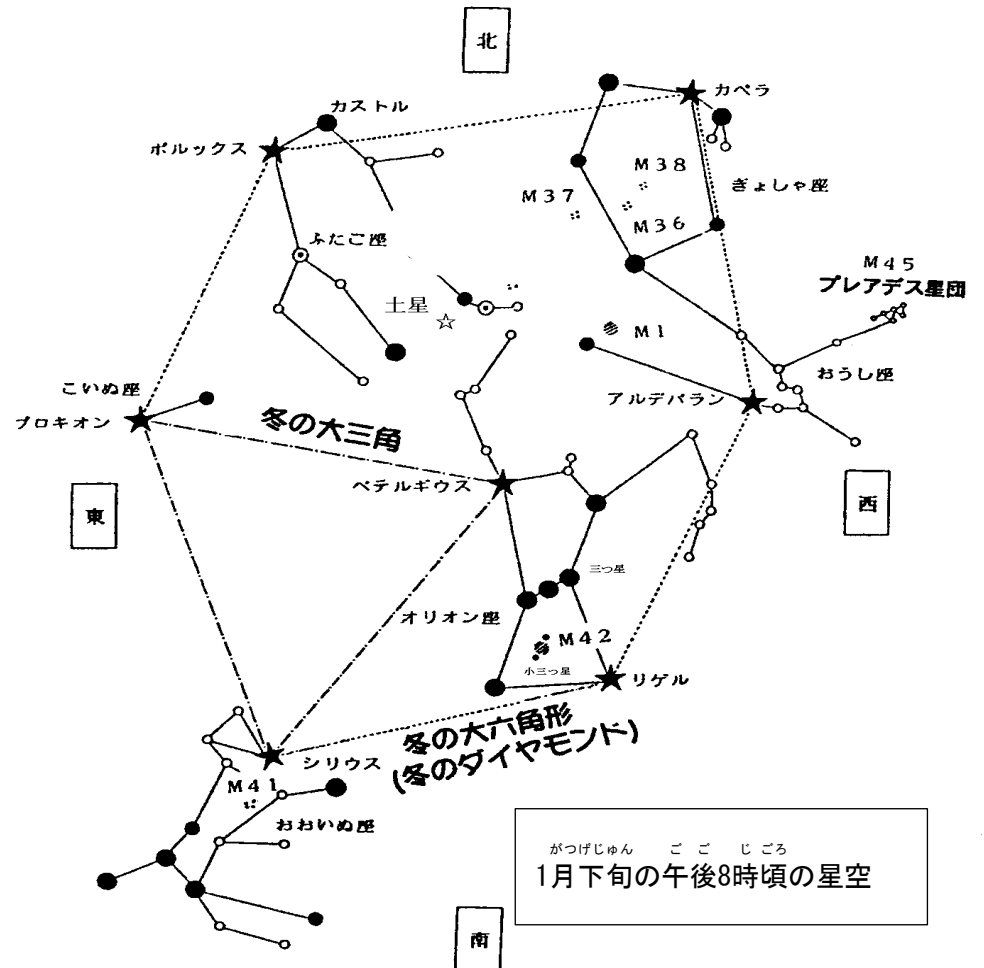 北
カストル
カペラ
ポルックス
M38
ぎょしゃ座
M37
M36
ふたご座
M45
プレアデス星団
土星
M1
おうし座
こいぬ座
アルデバラン
プロキオン
冬の大三角
ベテルギウス
東
西
三つ星
オリオン座
M42
小三つ星
リゲル
冬の大六角形
(冬のダイヤモンド)
シリウス
M41
おおいぬ座
がつげじゅん ごご じごろ
1月下旬の午後8時頃の星空
南